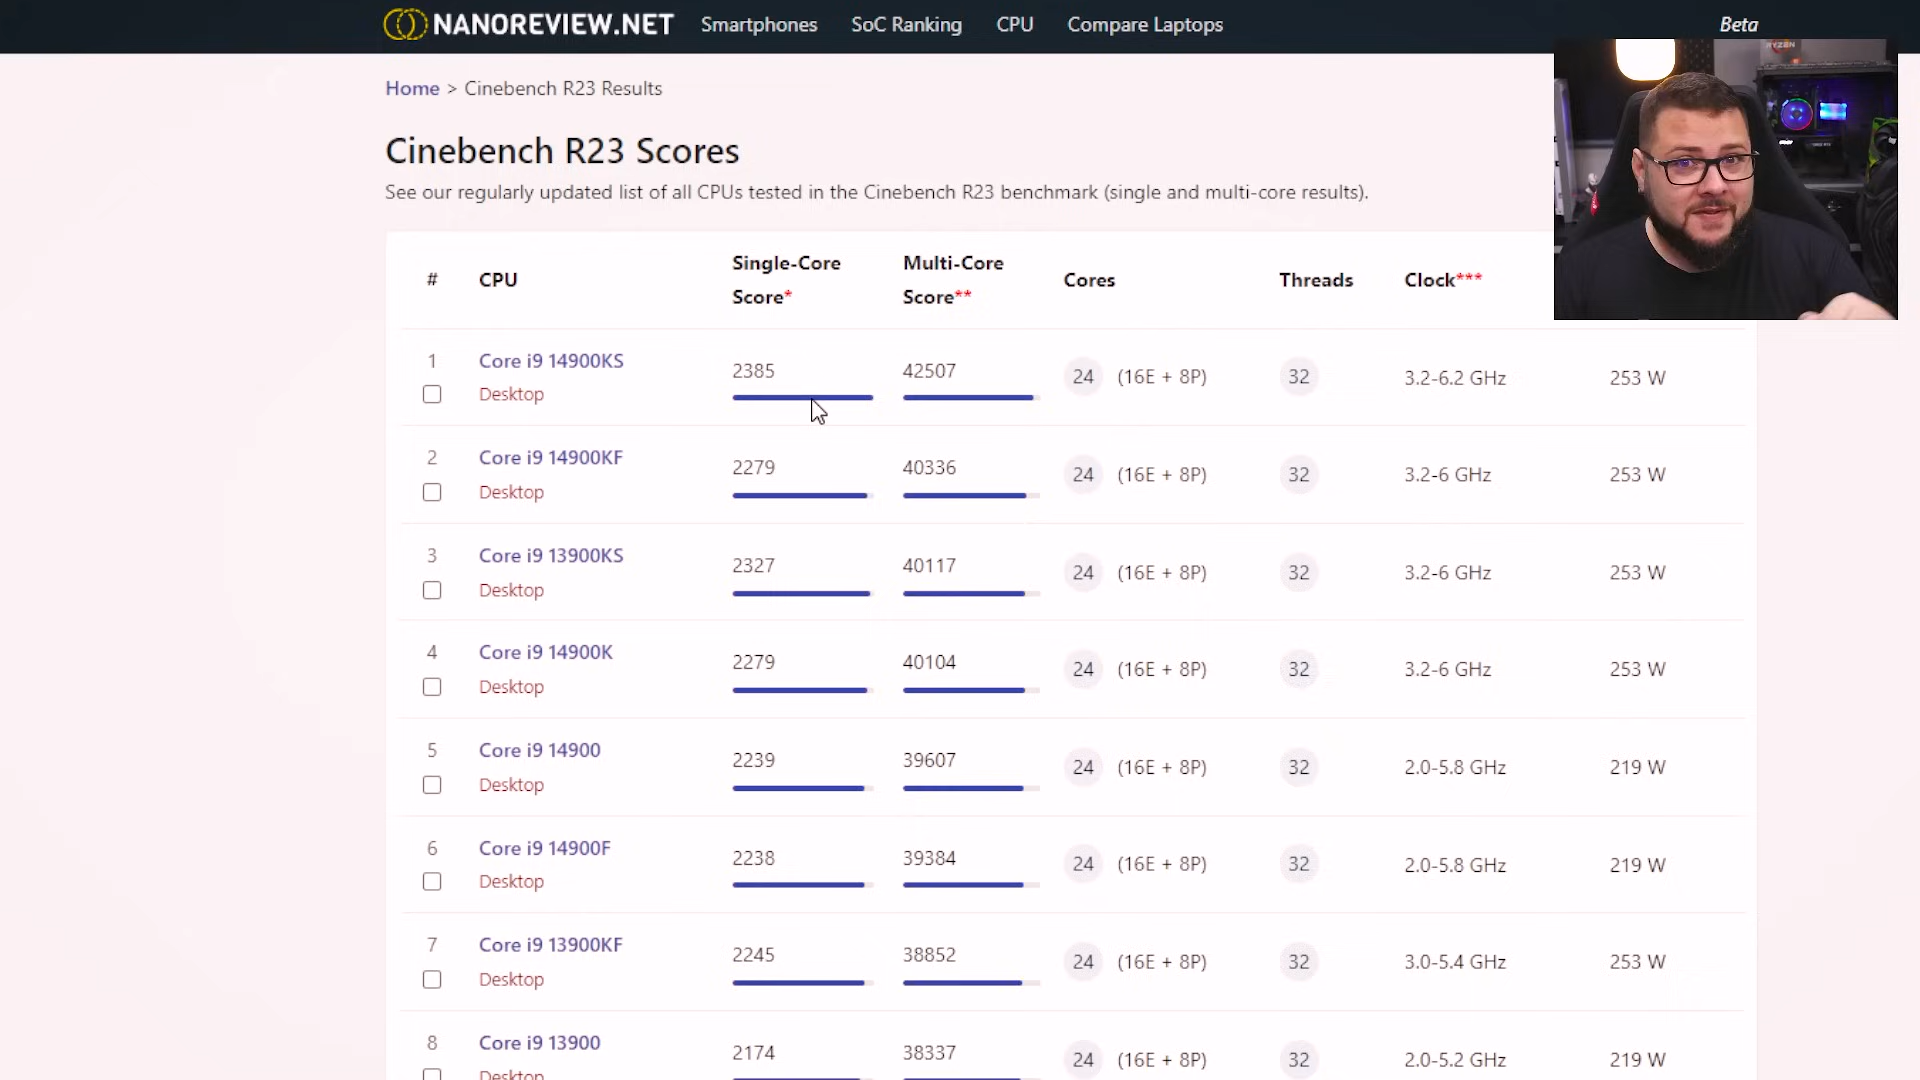 NANOREVIEW.NET Smartphones SoC Ranking CPU Compare Laptops Beta
RYZEN
Home > Cinebench R23 Results
Cinebench R23 Scores
See our regularly updated list of all CPUs tested in the Cinebench R23 benchmark (single and multi-core results).
# CPU Single-Core Score* Multi-Core Score** Cores Threads Clock***
1 Core i9 14900KS 2385 42507 24 (16E + 8P) 32 3.2-6.2 GHz 253 W
Desktop
2 Core i9 14900KF 2279 40336 24 (16E + 8P) 32 3.2-6 GHz 253 W
Desktop
3 Core i9 13900KS 2327 40117 24 (16E + 8P) 32 3.2-6 GHz 253 W
Desktop
4 Core i9 14900K 2279 40104 24 (16E + 8P) 32 3.2-6 GHz 253 W
Desktop
5 Core i9 14900 2239 39607 24 (16E + 8P) 32 2.0-5.8 GHz 219 W
Desktop
6 Core i9 14900F 2238 39384 24 (16E + 8P) 32 2.0-5.8 GHz 219 W
Desktop
7 Core i9 13900KF 2245 38852 24 (16E + 8P) 32 3.0-5.4 GHz 253 W
Desktop
8 Core i9 13900 2174 38337 24 (16E + 8P) 32 2.0-5.2 GHz 219 W
Desktop